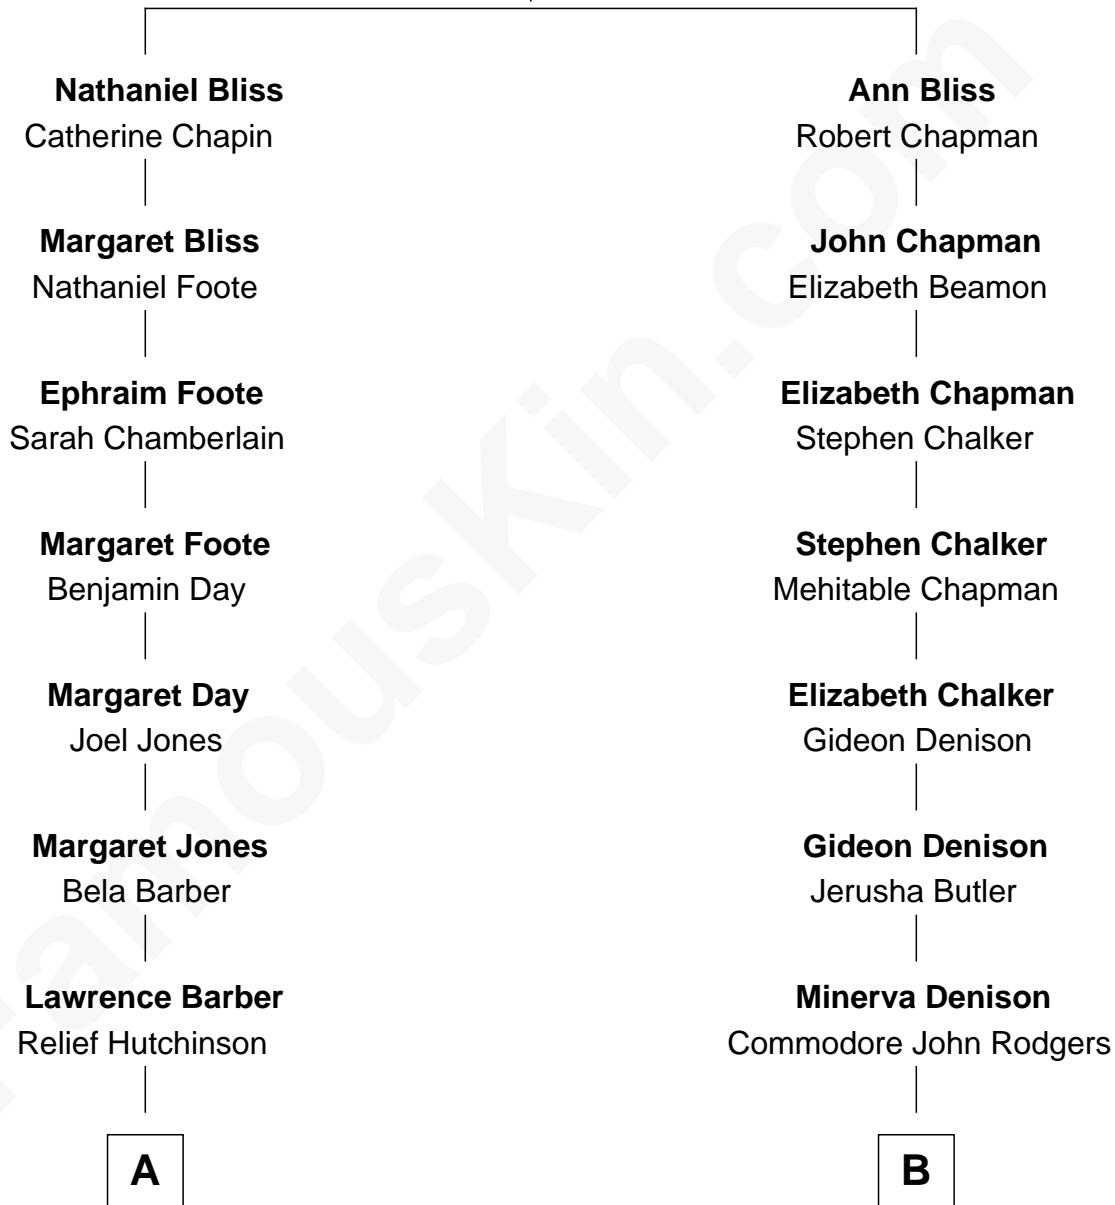 Nathaniel Bliss
Catherine Chapin
Margaret Bliss
Nathaniel Foote
Ephraim Foote
Sarah Chamberlain
Margaret Foote
Benjamin Day
Margaret Day
Joel Jones
Margaret Jones
Bela Barber
Lawrence Barber
Relief Hutchinson
A
Ann Bliss
Robert Chapman
John Chapman
Elizabeth Beamon
Elizabeth Chapman
Stephen Chalker
Stephen Chalker
Mehitable Chapman
Elizabeth Chalker
Gideon Denison
Gideon Denison
Jerusha Butler
Minerva Denison
Commodore John Rodgers
B
FamousKin.com